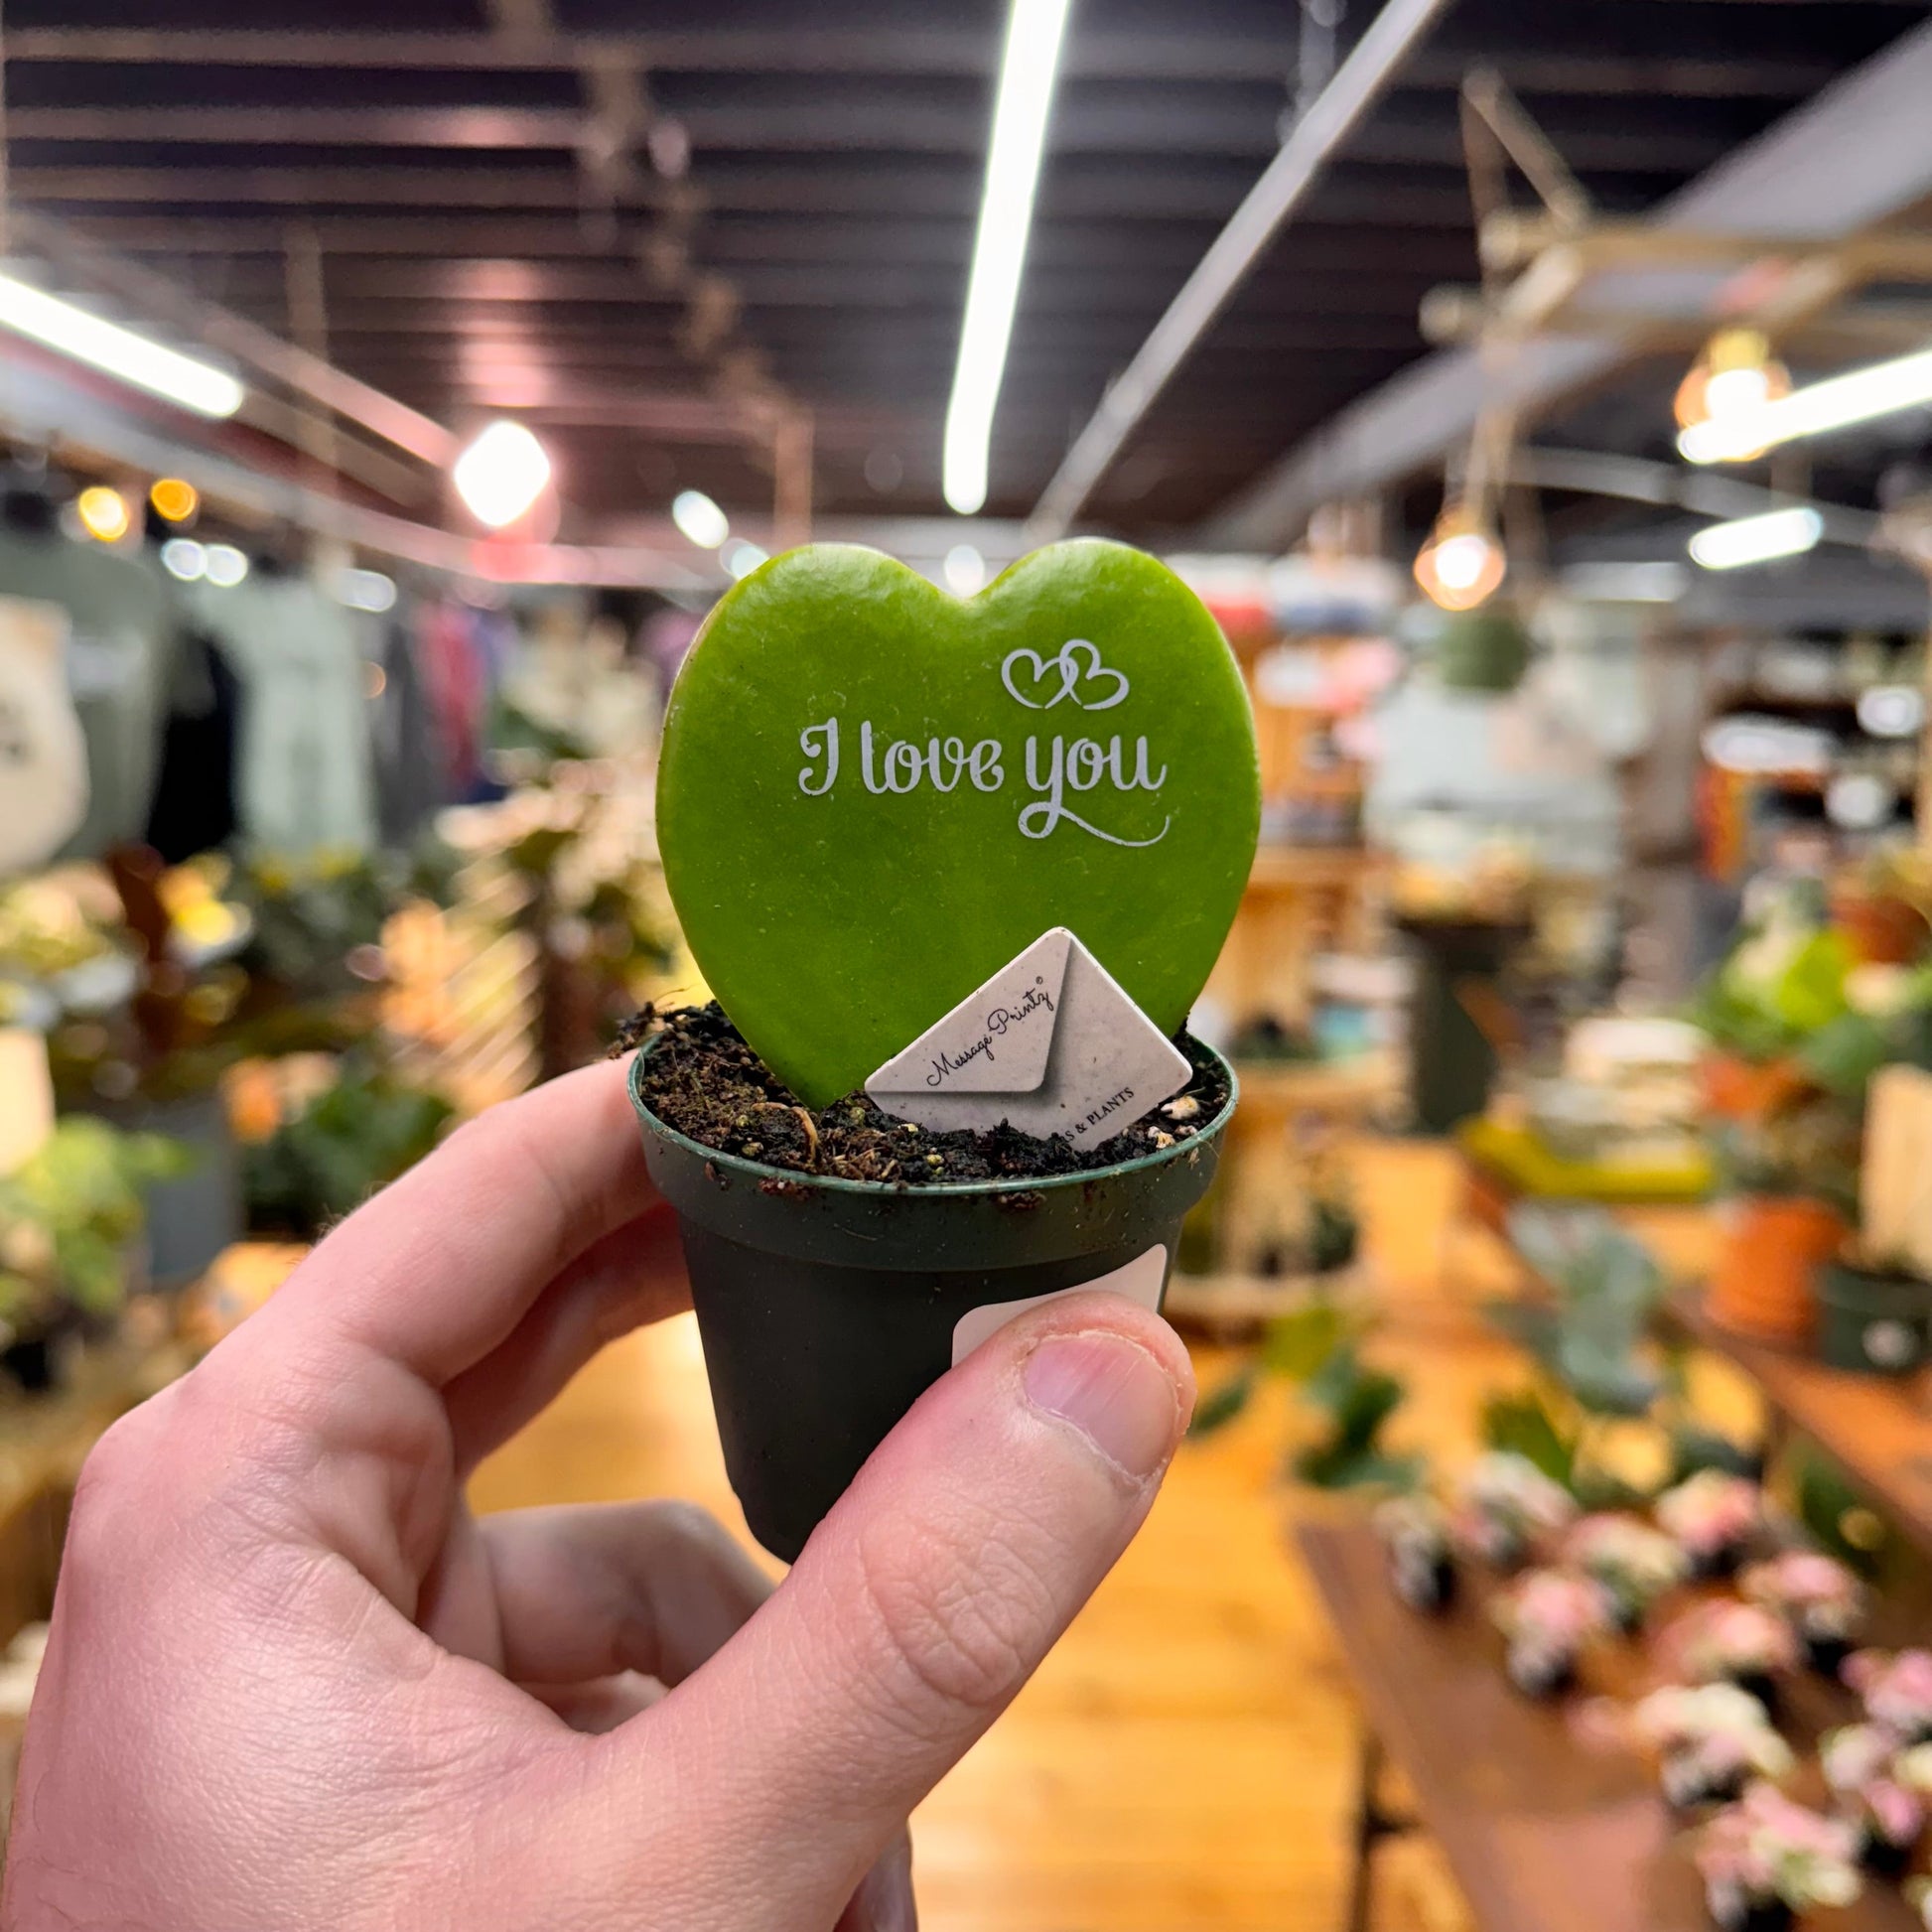 I love you
Message Printz©
& PLANTS